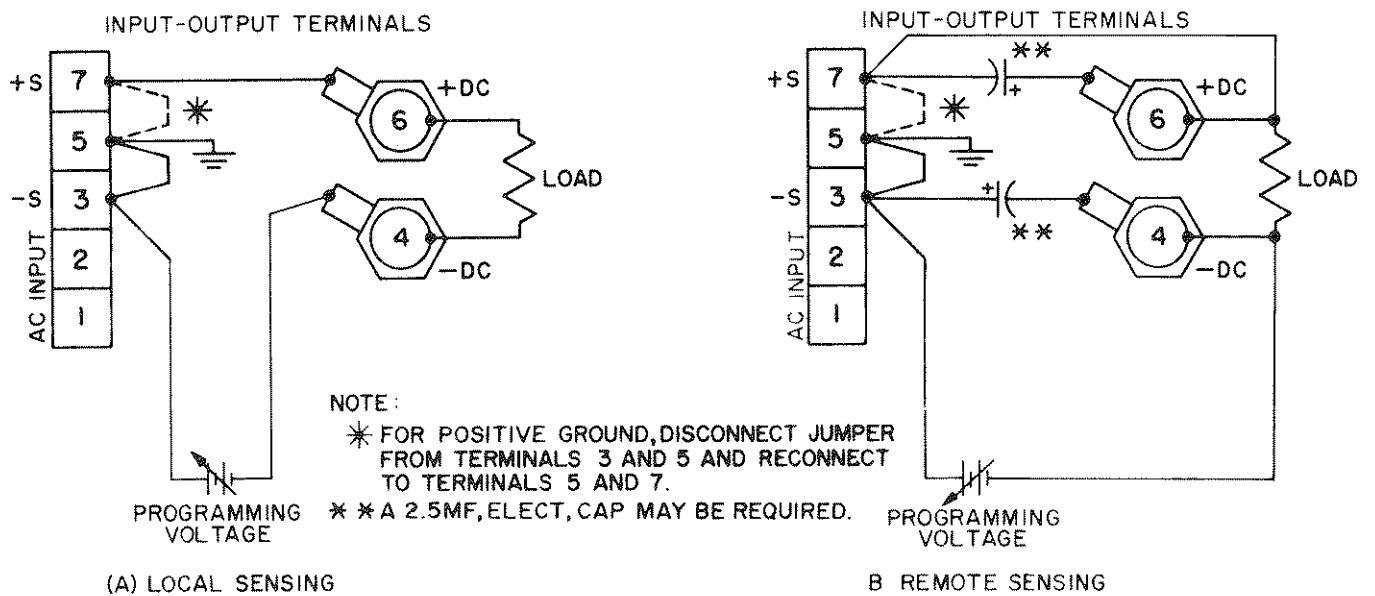 INPUT-OUTPUT TERMINALS
+S
7
5
-S
3
2
1
AC INPUT
✳
6
+DC
4
-DC
LOAD
PROGRAMMING
VOLTAGE
(A) LOCAL SENSING
NOTE:
✳ FOR POSITIVE GROUND, DISCONNECT JUMPER
FROM TERMINALS 3 AND 5 AND RECONNECT
TO TERMINALS 5 AND 7.
✳ ✳ A 2.5MF, ELECT, CAP MAY BE REQUIRED.
INPUT-OUTPUT TERMINALS
+S
7
5
-S
3
2
1
AC INPUT
✳
✳ ✳
+
6
+DC
+
✳ ✳
4
-DC
LOAD
PROGRAMMING
VOLTAGE
B REMOTE SENSING